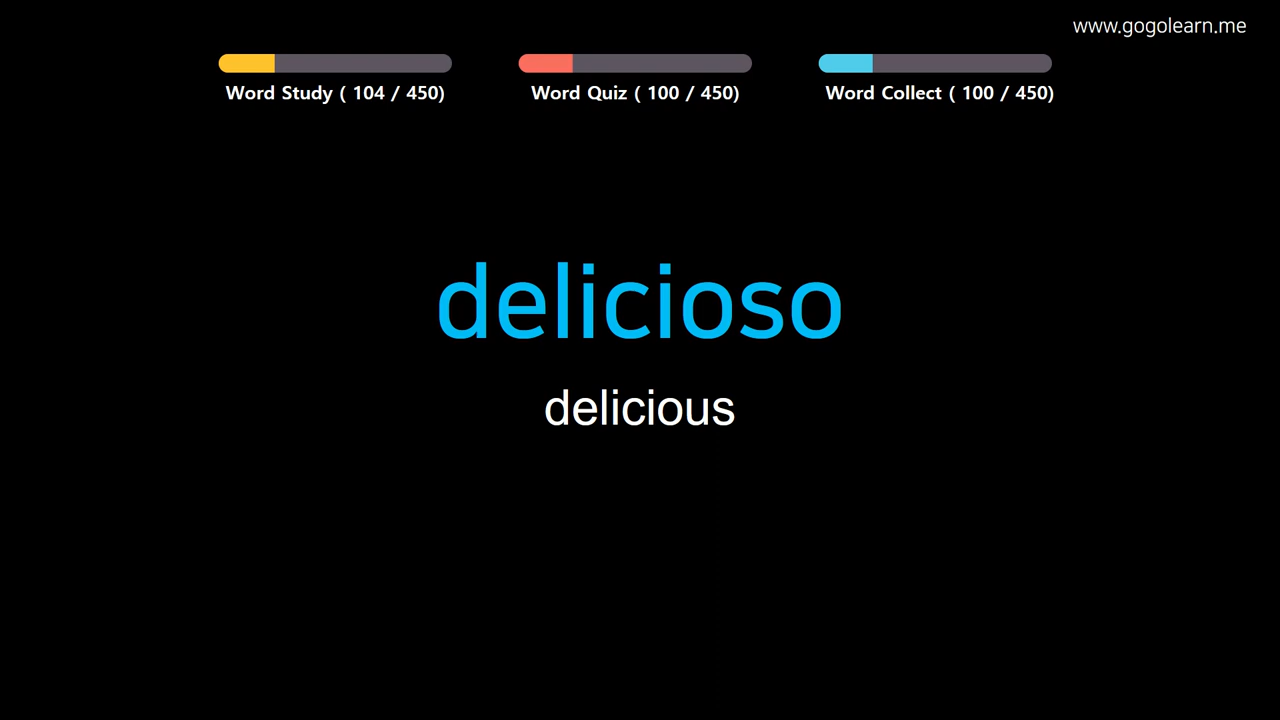 www.gogolearn.me
Word Study ( 104 / 450)
Word Quiz ( 100 / 450)
Word Collect ( 100 / 450)
delicioso
delicious